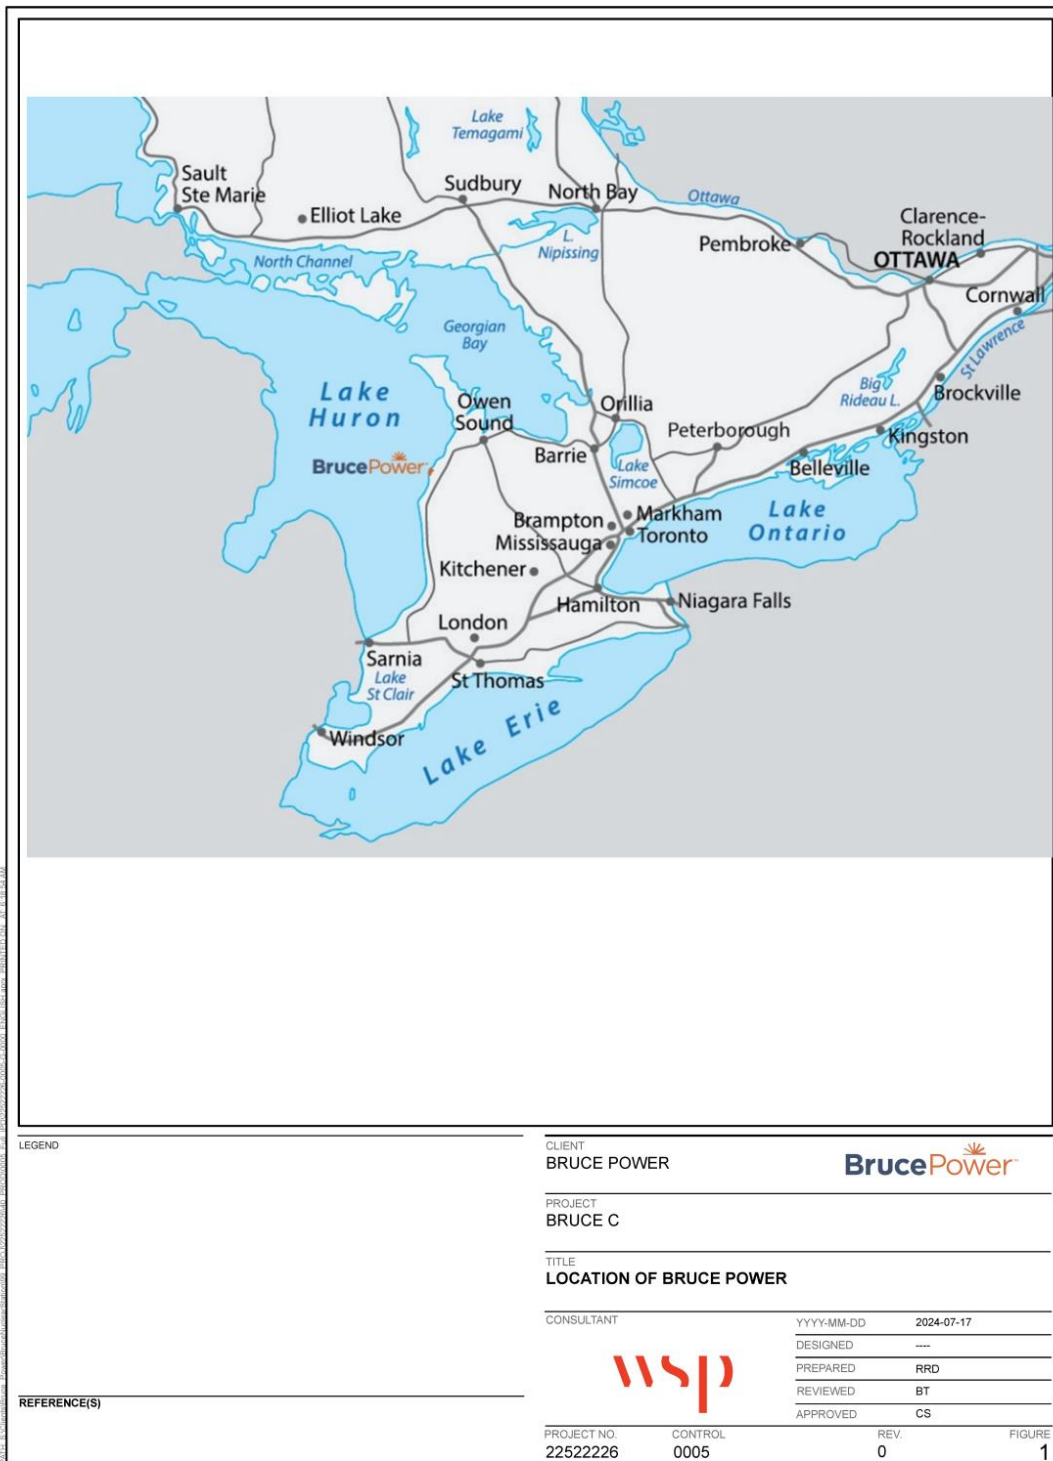 Lake
Temagami
Sault
Ste Marie
Sudbury
North Bay
Elliot Lake
Ottawa
Clarence-
Rockland
Pembroke
OTTAWA
L.
Nipissing
North Channel
Cornwall
Georgian
Bay
St Lawrence
Lake
Huron
Owen
Sound
Orillia
Big
Rideau L.
Brockville
Peterborough
Kingston
Barrie
BrucePower
Lake
Simcoe
Belleville
Brampton
Markham
Lake
Ontario
Mississauga
Toronto
Kitchener
Hamilton
Niagara Falls
London
Sarnia
Lake
St Clair
St Thomas
Windsor
Lake Erie
LEGEND
REFERENCE(S)
CLIENT
BRUCE POWER
BrucePower
PROJECT
BRUCE C
TITLE
LOCATION OF BRUCE POWER
CONSULTANT
wsp
YYYY-MM-DD 2024-07-17
DESIGNED ----
PREPARED RRD
REVIEWED BT
APPROVED CS
PROJECT NO. CONTROL REV. FIGURE
22522226 0005 0 1